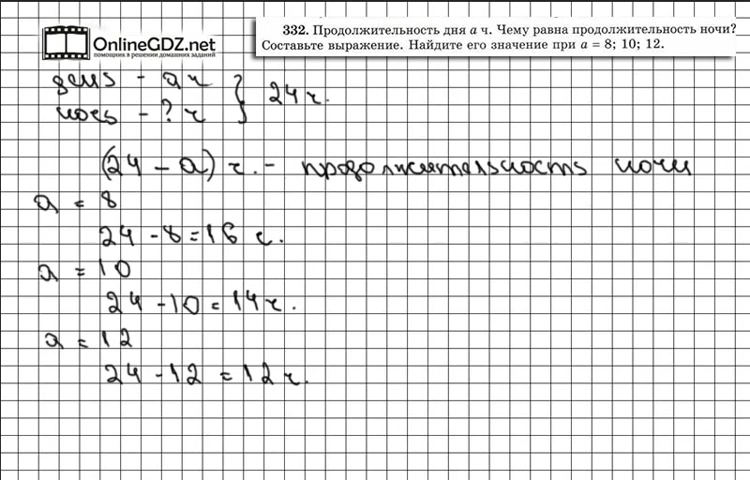 OnlineGDZ.net
помощник в решении домашних заданий
332. Продолжительность дня a ч. Чему равна продолжительность ночи?
Составьте выражение. Найдите его значение при a = 8; 10; 12.
день - a ч
ночь - ? ч } 24 ч.
(24 - a) ч. - продолжительность ночи
a = 8
24 - 8 = 16 ч.
a = 10
24 - 10 = 14 ч.
a = 12
24 - 12 = 12 ч.